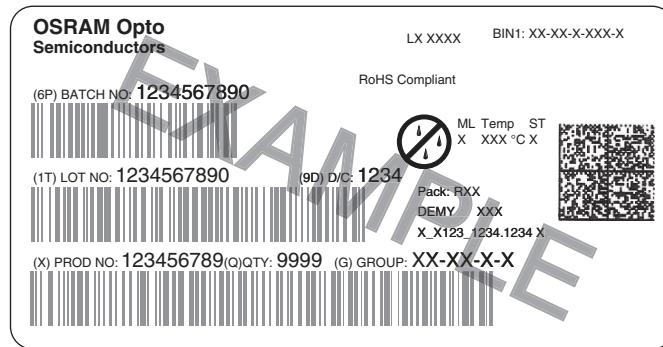 OSRAM Opto
Semiconductors
LX XXXX
BIN1: XX-XX-X-XXX-X
RoHS Compliant
(6P) BATCH NO: 1234567890
ML Temp ST
X XXX °C X
(1T) LOT NO: 1234567890 (9D) D/C: 1234
Pack: RXX
DEMY XXX
X_X123_1234.1234 X
(X) PROD NO: 123456789(Q)QTY: 9999 (G) GROUP: XX-XX-X-X
EXAMPLE